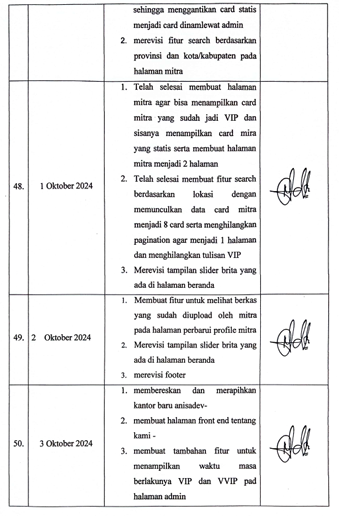 sehingga menggantikan card statis
menjadi card dinamlewat admin
2. merevisi fitur search berdasarkan
provinsi dan kota/kabupaten pada
halaman mitra
48. 1 Oktober 2024
1. Telah selesai membuat halaman
mitra agar bisa menampilkan card
mitra yang sudah jadi VIP dan
sisanya menampilkan card mira
yang statis serta membuat halaman
mitra menjadi 2 halaman
2. Telah selesai membuat fitur search
berdasarkan lokasi dengan
memunculkan data card mitra
menjadi 8 card serta menghilangkan
pagination agar menjadi 1 halaman
dan menghilangkan tulisan VIP
3. Merevisi tampilan slider brita yang
ada di halaman beranda
49. 2 Oktober 2024
1. Membuat fitur untuk melihat berkas
yang sudah diupload oleh mitra
pada halaman perbarui profile mitra
2. Merevisi tampilan slider brita yang
ada di halaman beranda
3. merevisi footer
50. 3 Oktober 2024
1. membereskan dan merapihkan
kantor baru anisadev-
2. membuat halaman front end tentang
kami -
3. membuat tambahan fitur untuk
menampilkan waktu masa
berlakunya VIP dan VVIP pad
halaman admin